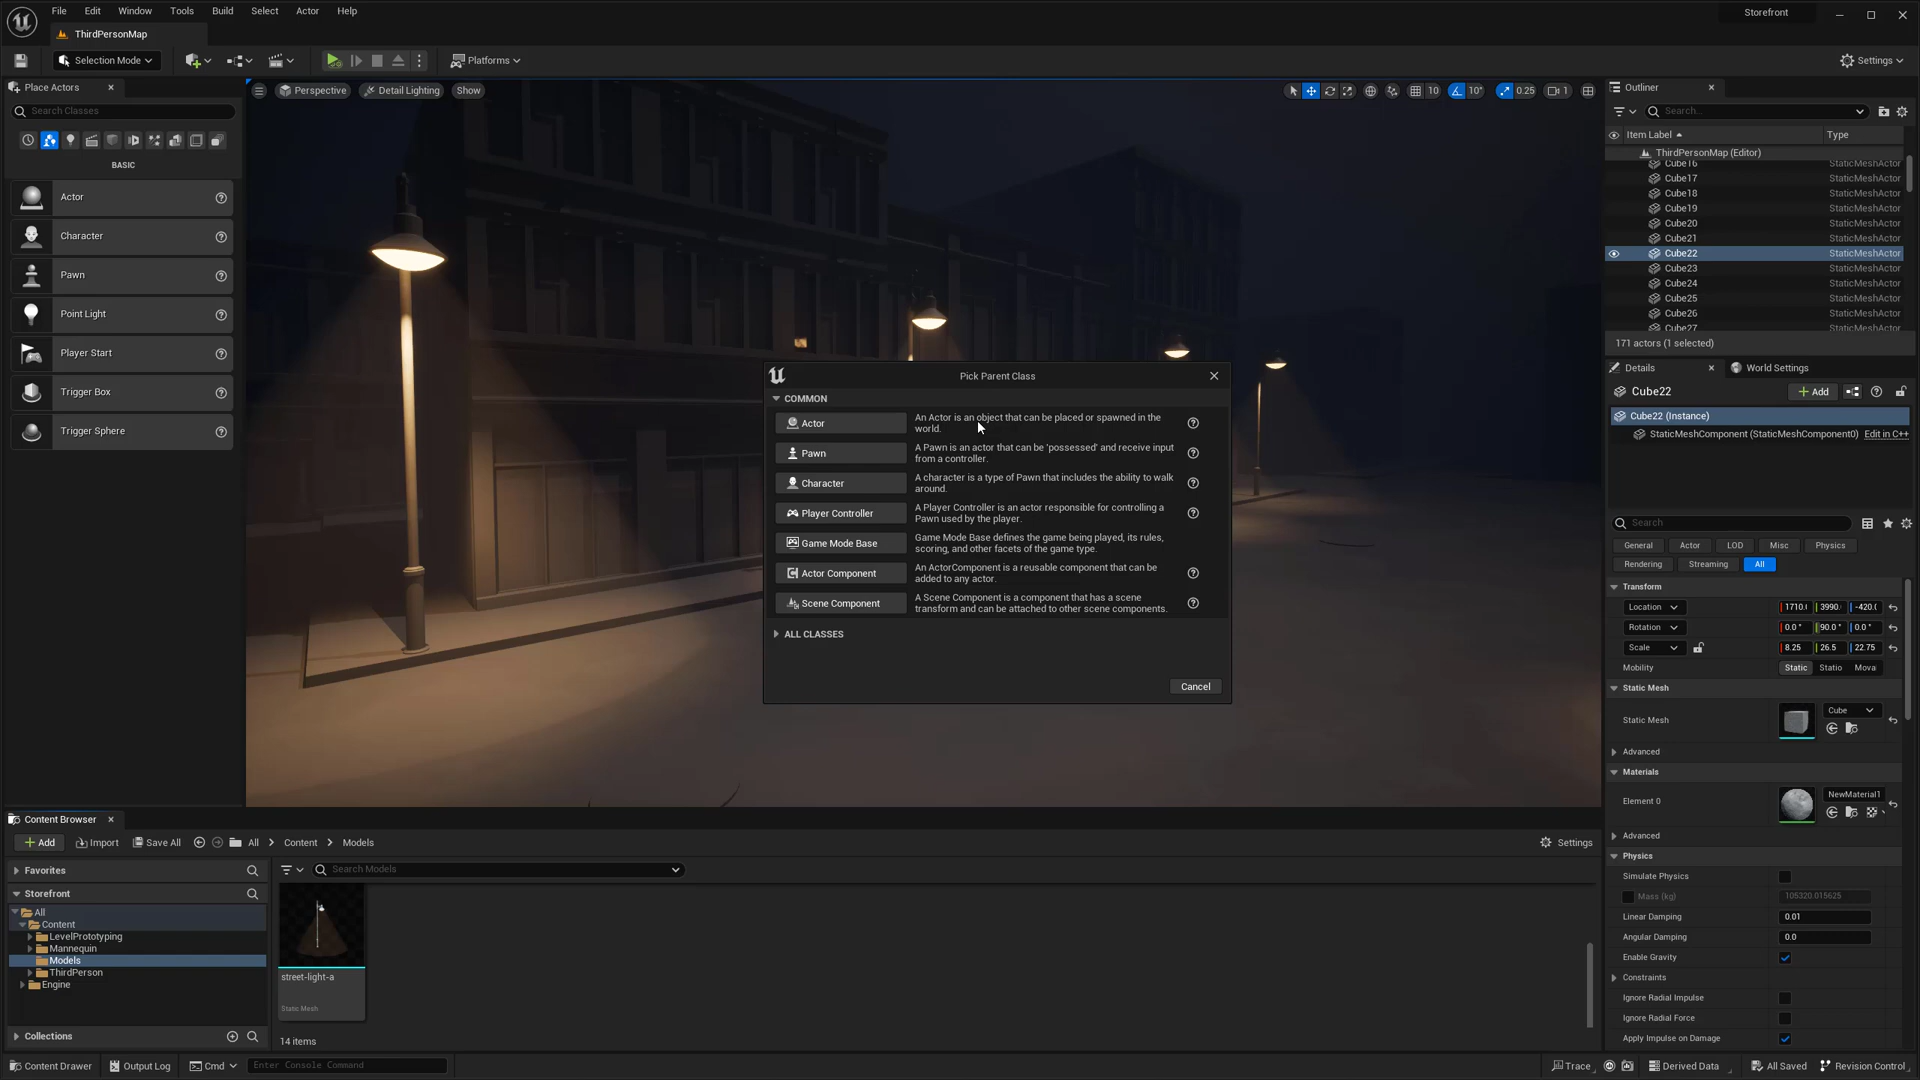 File Edit Window Tools Build Select Actor Help
Storefront
ThirdPersonMap
Selection Mode
Platforms
Settings
Place Actors
Search Classes
BASIC
Actor
Character
Pawn
Point Light
Player Start
Trigger Box
Trigger Sphere
Perspective Detail Lighting Show
10 10° 0.25 1
Pick Parent Class
COMMON
Actor
An Actor is an object that can be placed or spawned in the
world.
Pawn
A Pawn is an actor that can be 'possessed' and receive input
from a controller.
Character
A character is a type of Pawn that includes the ability to walk
around.
Player Controller
A Player Controller is an actor responsible for controlling a
Pawn used by the player.
Game Mode Base
Game Mode Base defines the game being played, its rules,
scoring, and other facets of the game type.
Actor Component
An ActorComponent is a reusable component that can be
added to any actor.
Scene Component
A Scene Component is a component that has a scene
transform and can be attached to other scene components.
ALL CLASSES
Cancel
Outliner
Search...
Item Label Type
ThirdPersonMap (Editor)
Cube16 StaticMeshActor
Cube17 StaticMeshActor
Cube18 StaticMeshActor
Cube19 StaticMeshActor
Cube20 StaticMeshActor
Cube21 StaticMeshActor
Cube22 StaticMeshActor
Cube23 StaticMeshActor
Cube24 StaticMeshActor
Cube25 StaticMeshActor
Cube26 StaticMeshActor
Cube27 StaticMeshActor
171 actors (1 selected)
Details World Settings
Cube22 Add
Cube22 (Instance)
StaticMeshComponent (StaticMeshComponent0) Edit in C++
Search
General Actor LOD Misc Physics
Rendering Streaming All
Transform
Location 1710.( 3990. -420.(
Rotation 0.0 ° 90.0 ° 0.0 °
Scale 8.25 26.5 22.75
Mobility Static Statio Mova
Static Mesh
Static Mesh Cube
Advanced
Materials
Element 0 NewMaterial1
Advanced
Physics
Simulate Physics
Mass (kg) 105320.015625
Linear Damping 0.01
Angular Damping 0.0
Enable Gravity
Constraints
Ignore Radial Impulse
Ignore Radial Force
Apply Impulse on Damage
Content Browser
Add Import Save All All Content Models Settings
Favorites
Storefront
All
Content
LevelPrototyping
Mannequin
Models
ThirdPerson
Engine
Collections
Search Models
street-light-a
Static Mesh
14 items
Content Drawer Output Log Cmd Enter Console Command Trace Derived Data All Saved Revision Control